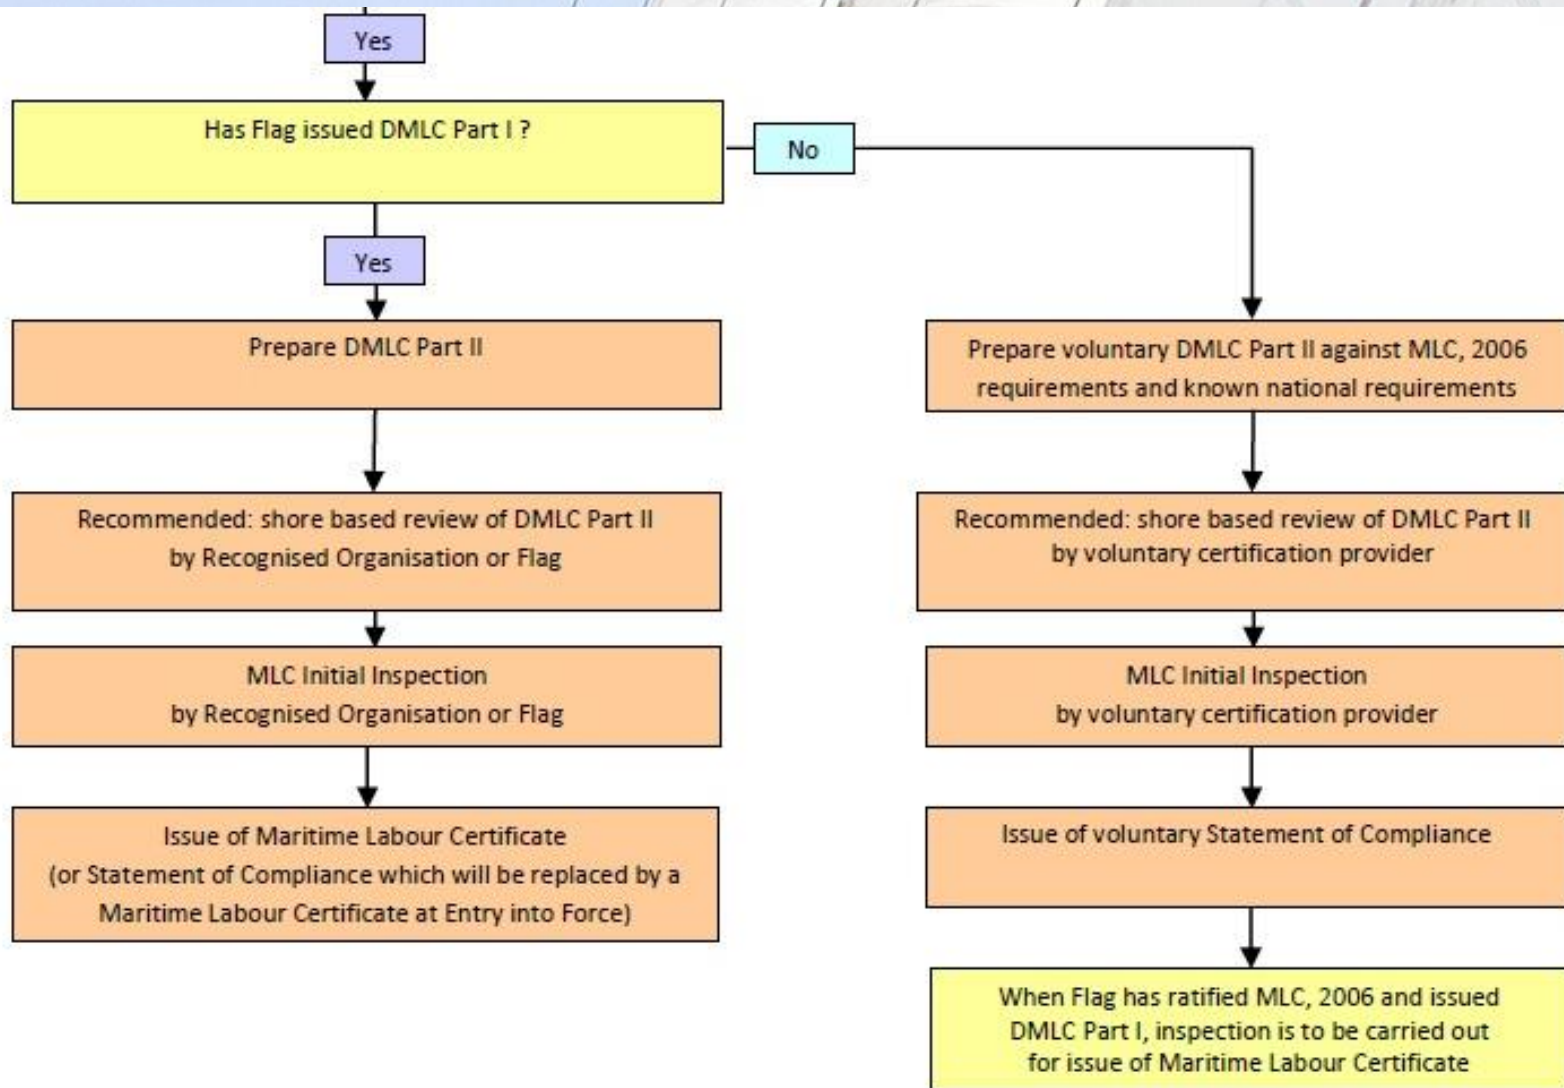 Yes
Has Flag issued DMLC Part I ?
No
Yes
Prepare DMLC Part II
Prepare voluntary DMLC Part II against MLC, 2006
requirements and known national requirements
Recommended: shore based review of DMLC Part II
by Recognised Organisation or Flag
Recommended: shore based review of DMLC Part II
by voluntary certification provider
MLC Initial Inspection
by Recognised Organisation or Flag
MLC Initial Inspection
by voluntary certification provider
Issue of Maritime Labour Certificate
(or Statement of Compliance which will be replaced by a
Maritime Labour Certificate at Entry into Force)
Issue of voluntary Statement of Compliance
When Flag has ratified MLC, 2006 and issued
DMLC Part I, inspection is to be carried out
for issue of Maritime Labour Certificate